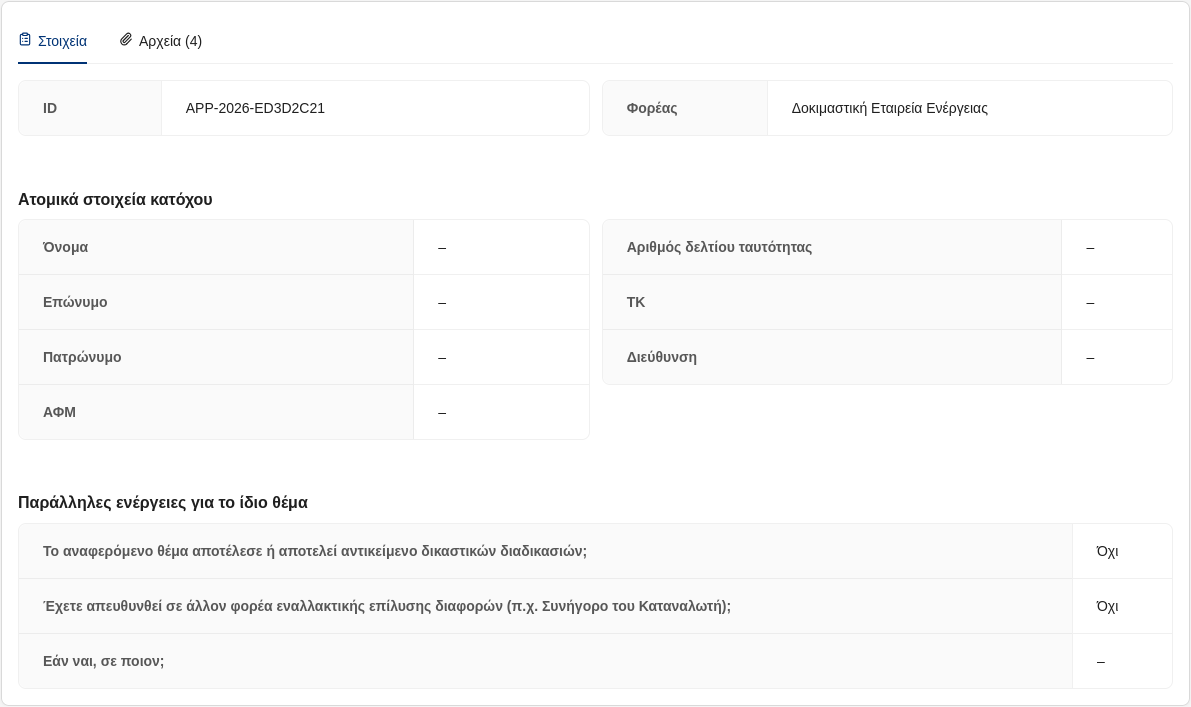 Στοιχεία
Αρχεία (4)
ID
APP-2026-ED3D2C21
Φορέας
Δοκιμαστική Εταιρεία Ενέργειας
Ατομικά στοιχεία κατόχου
Όνομα
–
Επώνυμο
–
Πατρώνυμο
–
ΑΦΜ
–
Αριθμός δελτίου ταυτότητας
–
ΤΚ
–
Διεύθυνση
–
Παράλληλες ενέργειες για το ίδιο θέμα
Το αναφερόμενο θέμα αποτέλεσε ή αποτελεί αντικείμενο δικαστικών διαδικασιών;
Όχι
Έχετε απευθυνθεί σε άλλον φορέα εναλλακτικής επίλυσης διαφορών (π.χ. Συνήγορο του Καταναλωτή);
Όχι
Εάν ναι, σε ποιον;
–